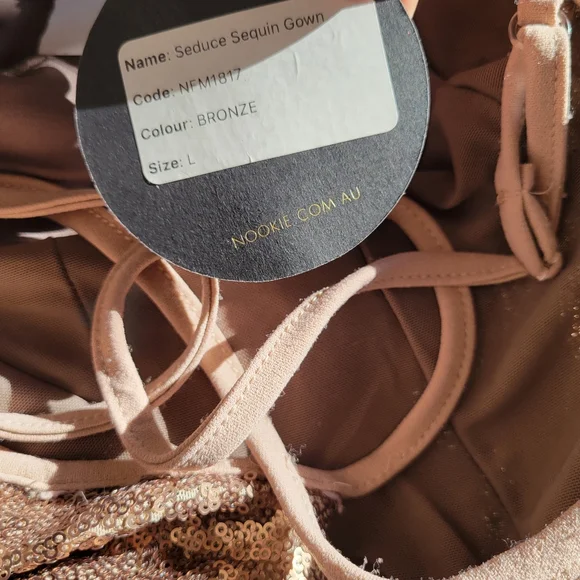 Name: Seduce Sequin Gown
Code: NFM1817
Colour: BRONZE
Size: L
NOOKIE.COM.AU